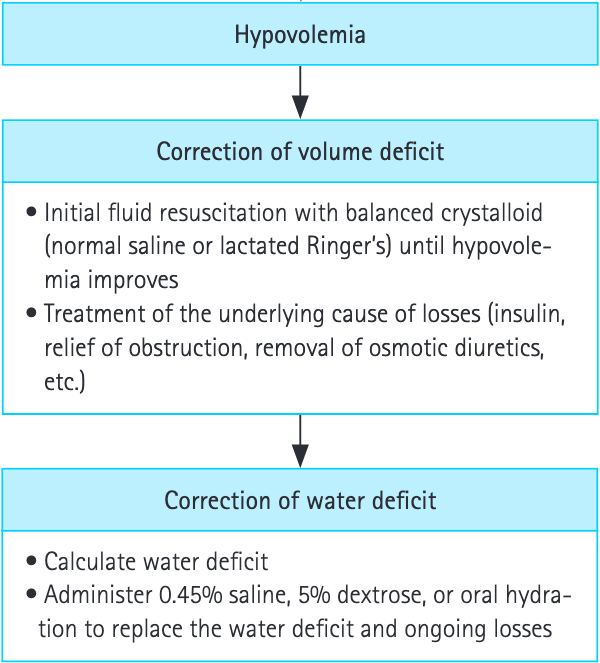 Hypovolemia
Correction of volume deficit
• Initial fluid resuscitation with balanced crystalloid
(normal saline or lactated Ringer’s) until hypovole-
mia improves
• Treatment of the underlying cause of losses (insulin,
relief of obstruction, removal of osmotic diuretics,
etc.)
Correction of water deficit
• Calculate water deficit
• Administer 0.45% saline, 5% dextrose, or oral hydra-
tion to replace the water deficit and ongoing losses